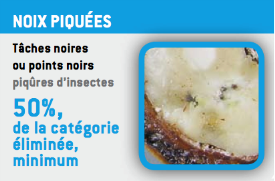 NOIX PIQUÉES
Tâches noires
ou points noirs
piqûres d'insectes
50%,
de la catégorie
éliminée,
minimum